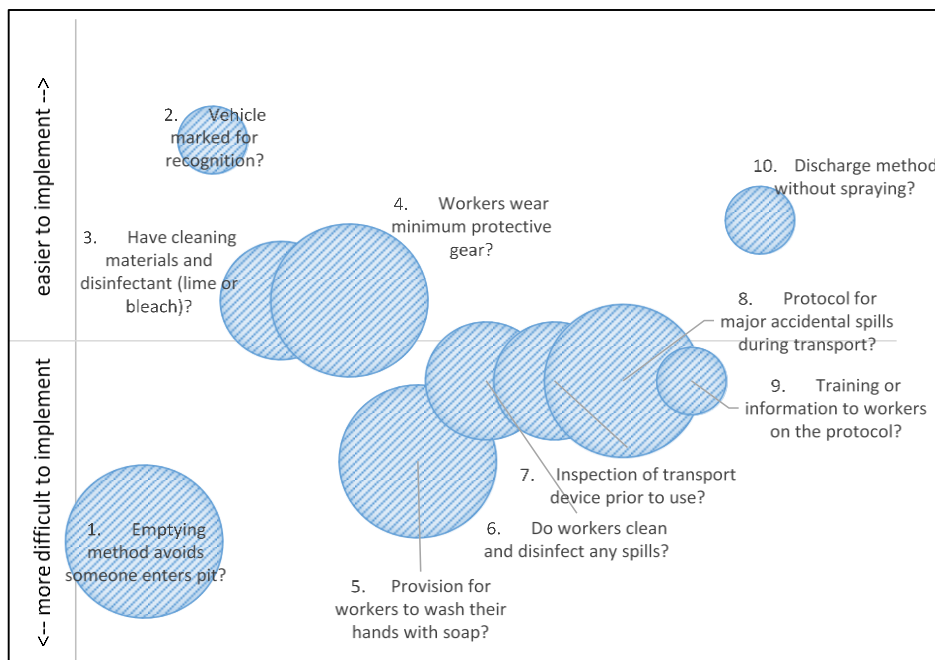 easier to implement -->
<-- more difficult to implement
2. Vehicle
marked for
recognition?
10. Discharge method
without spraying?
4. Workers wear
minimum protective
gear?
3. Have cleaning
materials and
disinfectant (lime or
bleach)?
8. Protocol for
major accidental spills
during transport?
9. Training or
information to workers
on the protocol?
7. Inspection of transport
device prior to use?
6. Do workers clean
and disinfect any spills?
1. Emptying
method avoids
someone enters pit?
5. Provision for
workers to wash their
hands with soap?